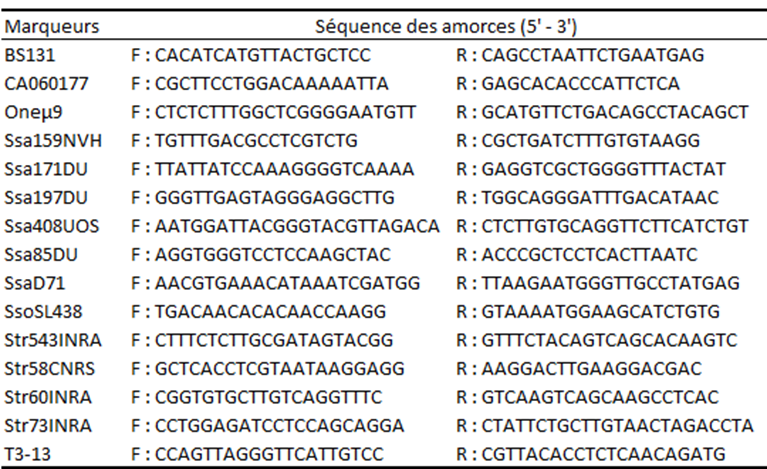 Marqueurs Séquence des amorces (5' - 3')
BS131 F : CACATCATGTTACTGCTCC R : CAGCCTAATTCTGAATGAG
CA060177 F : CGCTTCCTGGACAAAAATTA R : GAGCACACCCATTCTCA
Oneµ9 F : CTCTCTTTGGCTCGGGGAATGTT R : GCATGTTCTGACAGCCTACAGCT
Ssa159NVH F : TGTTTGACGCCTCGTCTG R : CGCTGATCTTTGTGTAAGG
Ssa171DU F : TTATTATCCAAAGGGGTCAAAA R : GAGGTCGCTGGGGTTTACTAT
Ssa197DU F : GGGTTGAGTAGGGAGGCTTG R : TGGCAGGGATTTGACATAAC
Ssa408UOS F : AATGGATTACGGGTACGTTAGACA R : CTCTTGTGCAGGTTCTTCATCTGT
Ssa85DU F : AGGTGGGTCCTCCAAGCTAC R : ACCCGCTCCTCACTTAATC
SsaD71 F : AACGTGAAACATAAATCGATGG R : TTAAGAATGGGTTGCCTATGAG
SsoSL438 F : TGACAACACACAACCAAGG R : GTAAAATGGAAGCATCTGTG
Str543INRA F : CTTTCTCTTGCGATAGTACGG R : GTTTCTACAGTCAGCACAAGTC
Str58CNRS F : GCTCACCTCGTAATAAGGAGG R : AAGGACTTGAAGGACGAC
Str60INRA F : CGGTGTGCTTGTCAGGTTTC R : GTCAAGTCAGCAAGCCTCAC
Str73INRA F : CCTGGAGATCCTCCAGCAGGA R : CTATTCTGCTTGTAACTAGACCTA
T3-13 F : CCAGTTAGGGTTCATTGTCC R : CGTTACACCTCTCAACAGATG